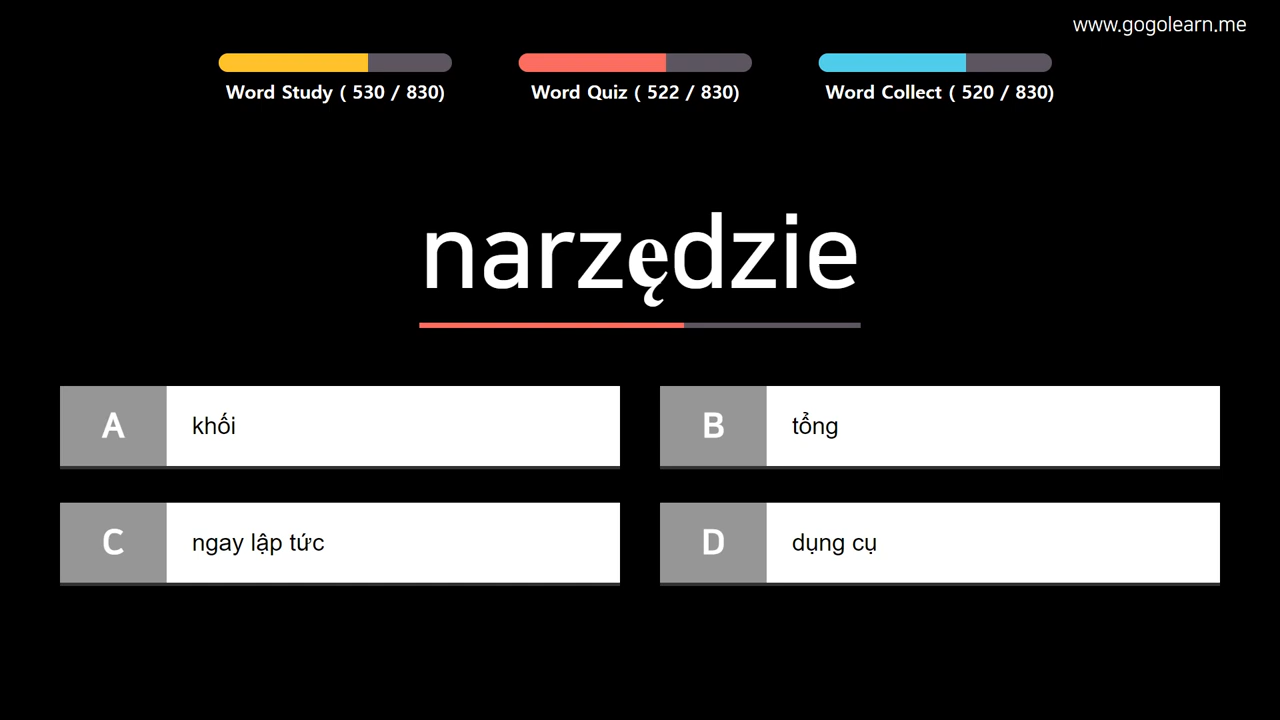 www.gogolearn.me
Word Study ( 530 / 830)
Word Quiz ( 522 / 830)
Word Collect ( 520 / 830)
narzędzie
A khối
B tổng
C ngay lập tức
D dụng cụ